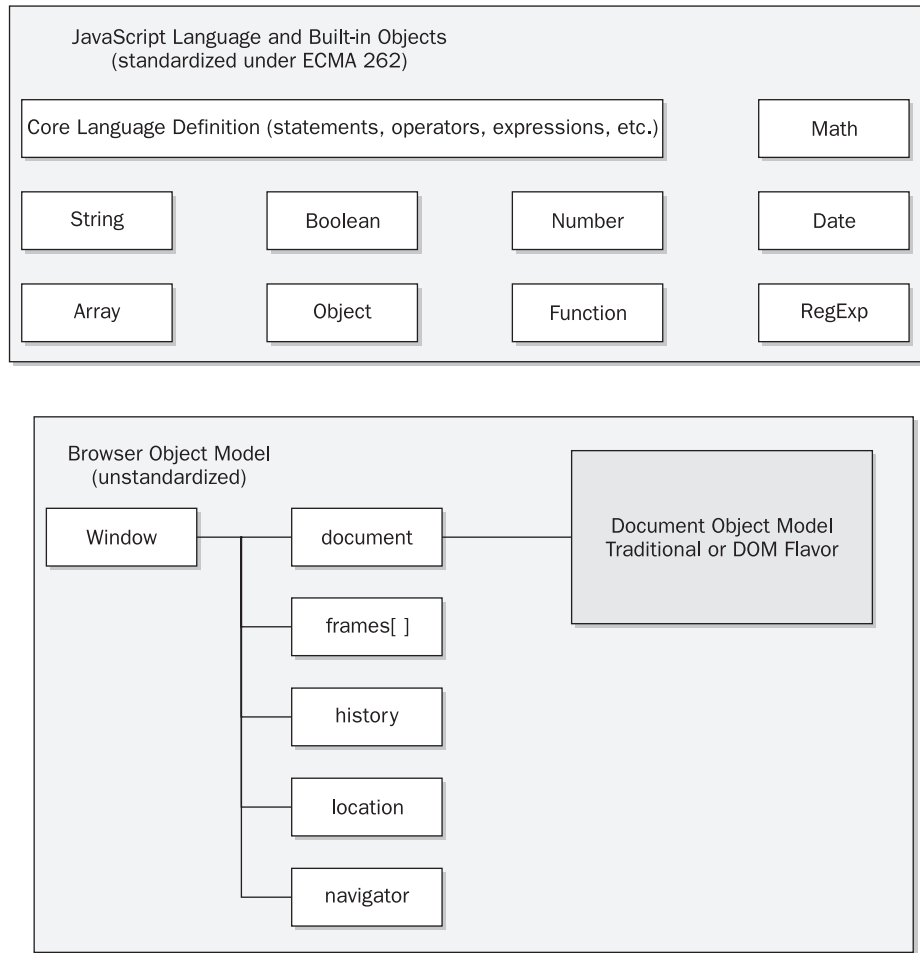 JavaScript Language and Built-in Objects
(standardized under ECMA 262)
Core Language Definition (statements, operators, expressions, etc.)
Math
String
Boolean
Number
Date
Array
Object
Function
RegExp
Browser Object Model
(unstandardized)
Window
document
Document Object Model
Traditional or DOM Flavor
frames[ ]
history
location
navigator